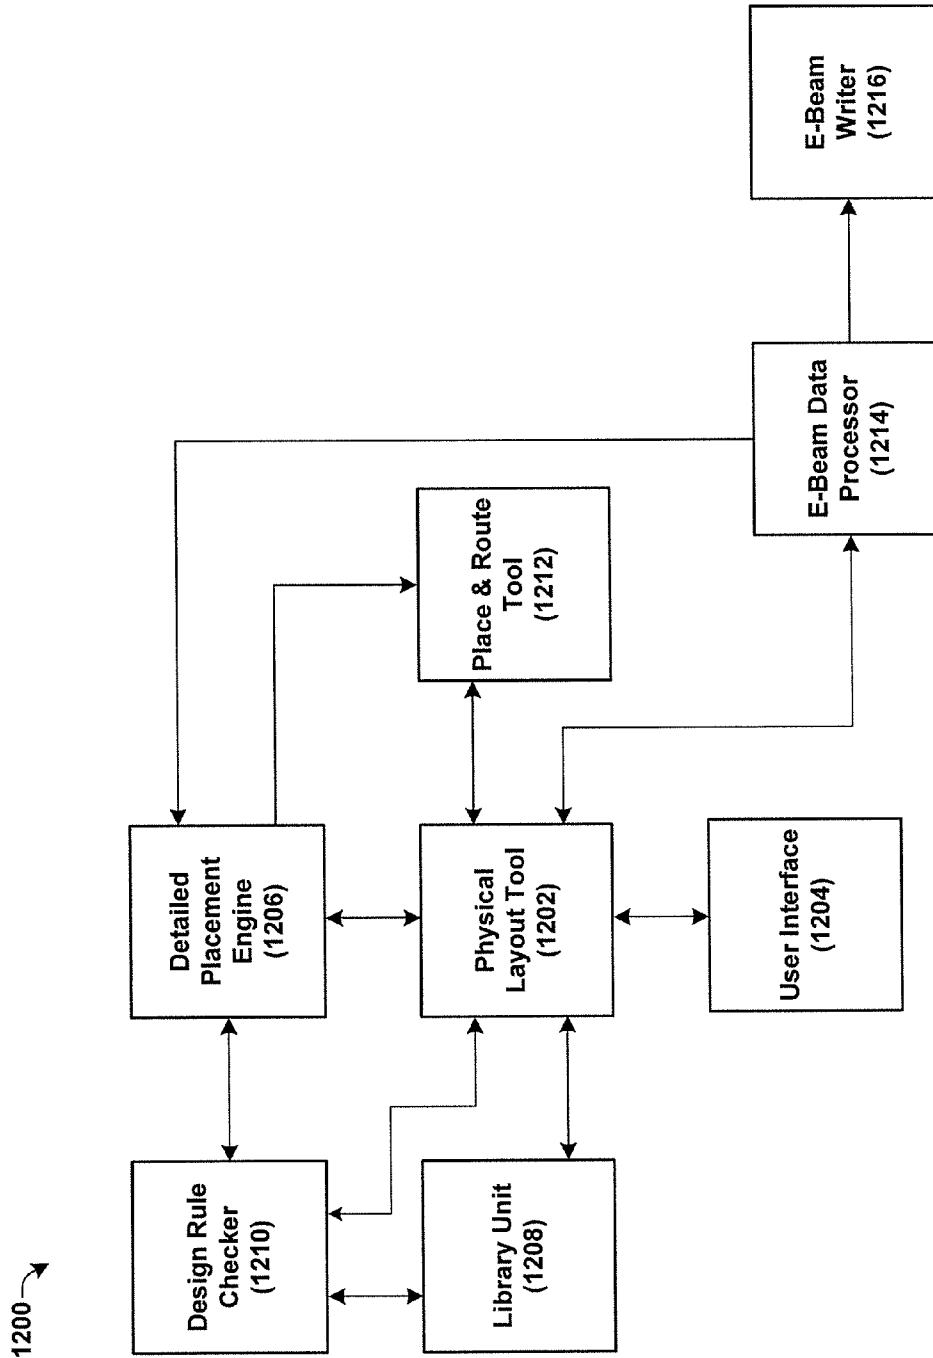 1200
Design Rule
Checker
(1210)
Detailed
Placement
Engine
(1206)
Library Unit
(1208)
Physical
Layout Tool
(1202)
Place & Route
Tool
(1212)
User Interface
(1204)
E-Beam Data
Processor
(1214)
E-Beam
Writer
(1216)